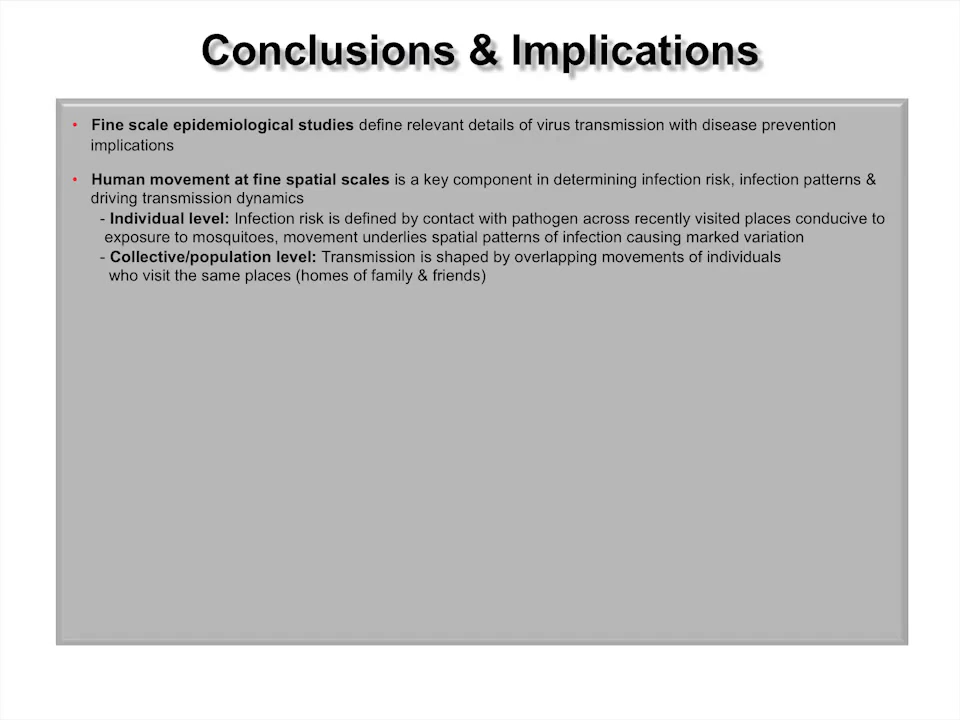 Conclusions & Implications
• Fine scale epidemiological studies define relevant details of virus transmission with disease prevention
implications
• Human movement at fine spatial scales is a key component in determining infection risk, infection patterns &
driving transmission dynamics
- Individual level: Infection risk is defined by contact with pathogen across recently visited places conducive to
exposure to mosquitoes, movement underlies spatial patterns of infection causing marked variation
- Collective/population level: Transmission is shaped by overlapping movements of individuals
who visit the same places (homes of family & friends)